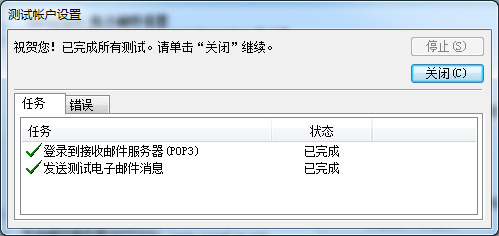 测试帐户设置
祝贺您！已完成所有测试。请单击“关闭”继续。
停止(S)
关闭(C)
任务 错误
任务 状态
登录到接收邮件服务器(POP3) 已完成
发送测试电子邮件消息 已完成